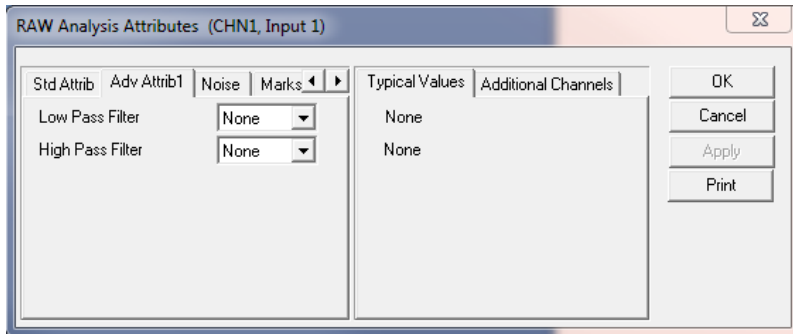 RAW Analysis Attributes (CHN1, Input 1)
Std Attrib Adv Attrib1 Noise Marks
Low Pass Filter None
High Pass Filter None
Typical Values Additional Channels
None
None
OK
Cancel
Apply
Print